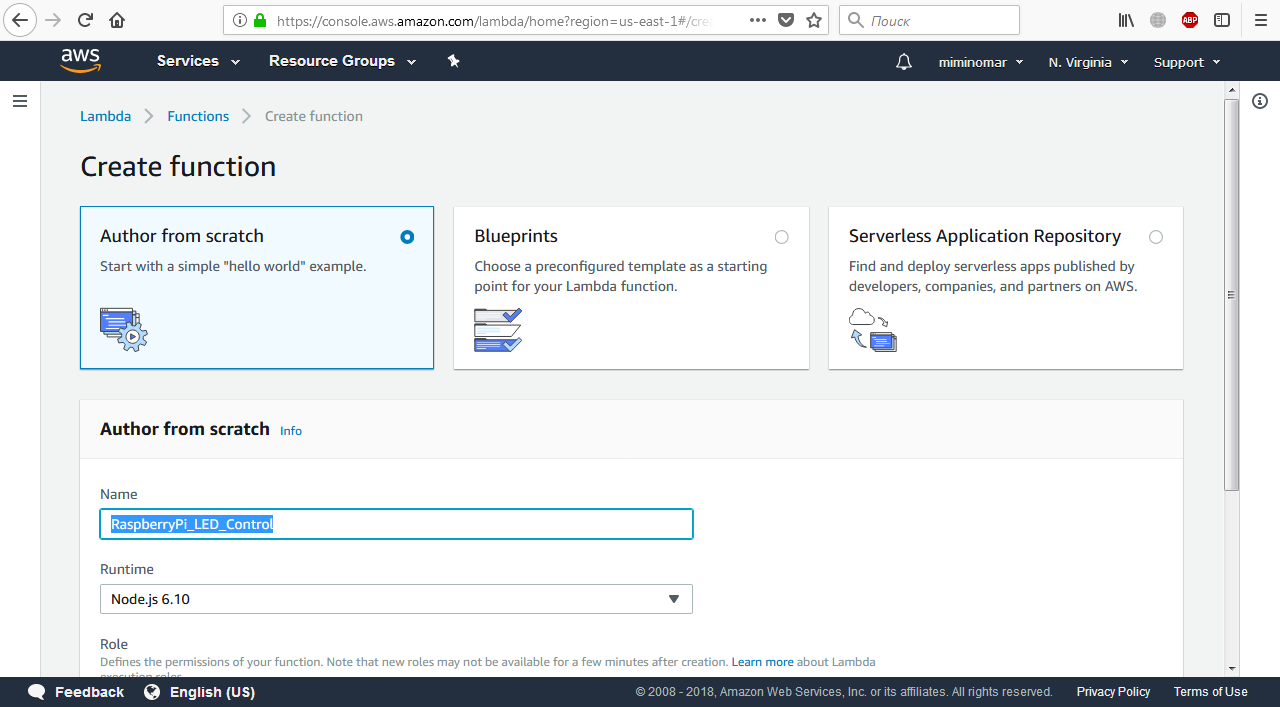 https://console.aws.amazon.com/lambda/home?region=us-east-1#/crea
Поиск
ABP
aws
Services
Resource Groups
miminomar
N. Virginia
Support
Lambda
Functions
Create function
Create function
Author from scratch
Start with a simple "hello world" example.
Blueprints
Choose a preconfigured template as a starting
point for your Lambda function.
Serverless Application Repository
Find and deploy serverless apps published by
developers, companies, and partners on AWS.
Author from scratch Info
Name
RaspberryPi_LED_Control
Runtime
Node.js 6.10
Role
Defines the permissions of your function. Note that new roles may not be available for a few minutes after creation. Learn more about Lambda
execution roles.
Feedback
English (US)
© 2008 - 2018, Amazon Web Services, Inc. or its affiliates. All rights reserved.
Privacy Policy
Terms of Use